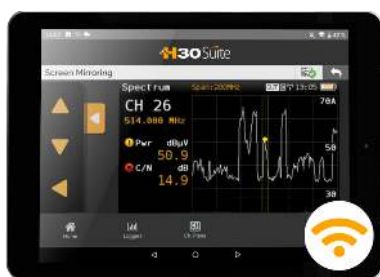 H30Suite
Screen Mirroring
Spectrum Span:200MHz 13:05
CH 26
514.000 MHz
70A
Pwr dBµV
50.9
50
C/N dB
14.9
30
Home